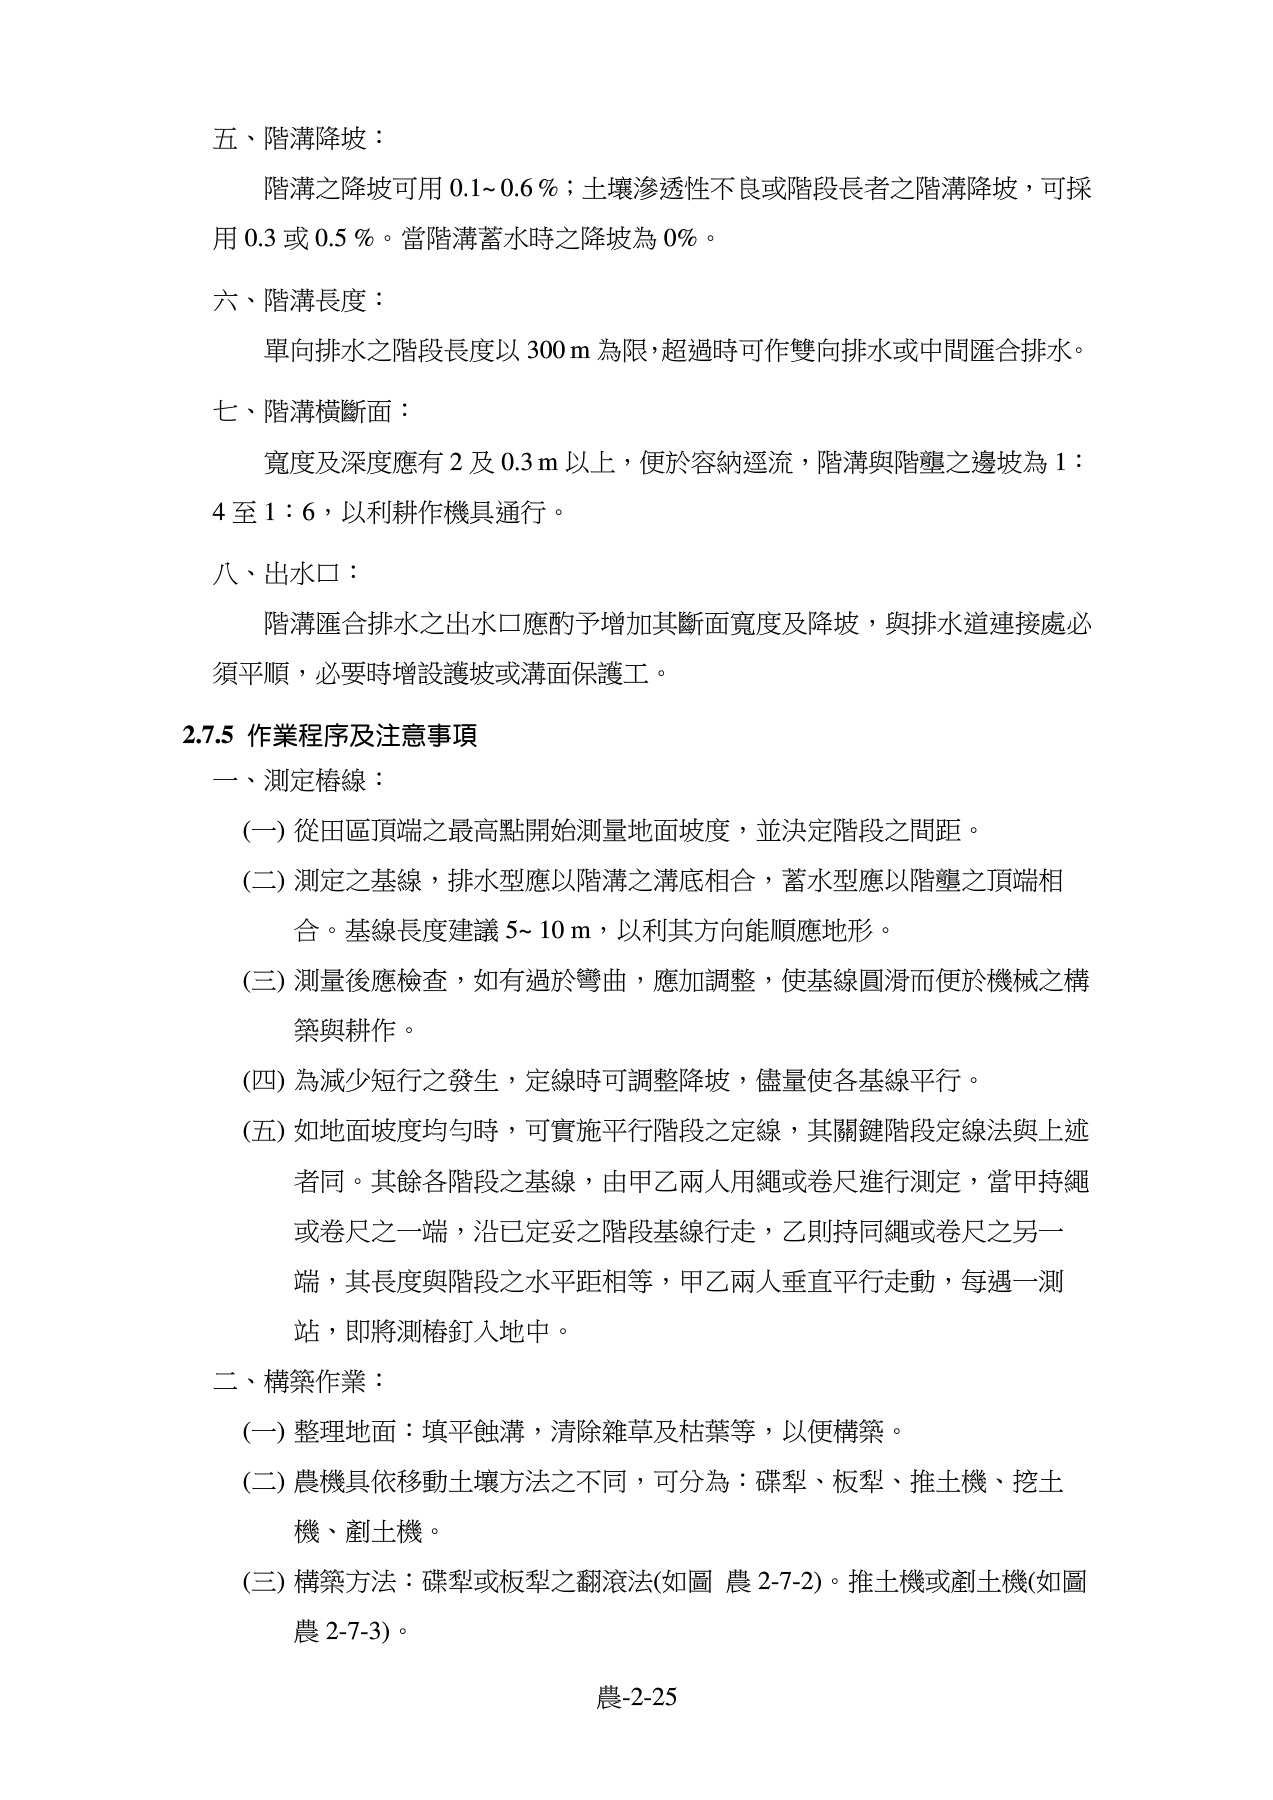 五、階溝降坡：
階溝之降坡可用 0.1~ 0.6 %；土壤滲透性不良或階段長者之階溝降坡，可採
用 0.3 或 0.5 %。當階溝蓄水時之降坡為 0%。
六、階溝長度：
單向排水之階段長度以 300 m 為限，超過時可作雙向排水或中間匯合排水。
七、階溝橫斷面：
寬度及深度應有 2 及 0.3 m 以上，便於容納逕流，階溝與階壟之邊坡為 1：
4 至 1：6，以利耕作機具通行。
八、出水口：
階溝匯合排水之出水口應酌予增加其斷面寬度及降坡，與排水道連接處必
須平順，必要時增設護坡或溝面保護工。
2.7.5 作業程序及注意事項
一、測定樁線：
(一) 從田區頂端之最高點開始測量地面坡度，並決定階段之間距。
(二) 測定之基線，排水型應以階溝之溝底相合，蓄水型應以階壟之頂端相
合。基線長度建議 5~ 10 m，以利其方向能順應地形。
(三) 測量後應檢查，如有過於彎曲，應加調整，使基線圓滑而便於機械之構
築與耕作。
(四) 為減少短行之發生，定線時可調整降坡，儘量使各基線平行。
(五) 如地面坡度均勻時，可實施平行階段之定線，其關鍵階段定線法與上述
者同。其餘各階段之基線，由甲乙兩人用繩或卷尺進行測定，當甲持繩
或卷尺之一端，沿已定妥之階段基線行走，乙則持同繩或卷尺之另一
端，其長度與階段之水平距相等，甲乙兩人垂直平行走動，每遇一測
站，即將測樁釘入地中。
二、構築作業：
(一) 整理地面：填平蝕溝，清除雜草及枯葉等，以便構築。
(二) 農機具依移動土壤方法之不同，可分為：碟犁、板犁、推土機、挖土
機、剷土機。
(三) 構築方法：碟犁或板犁之翻滾法(如圖 農 2-7-2)。推土機或剷土機(如圖
農 2-7-3)。
農-2-25